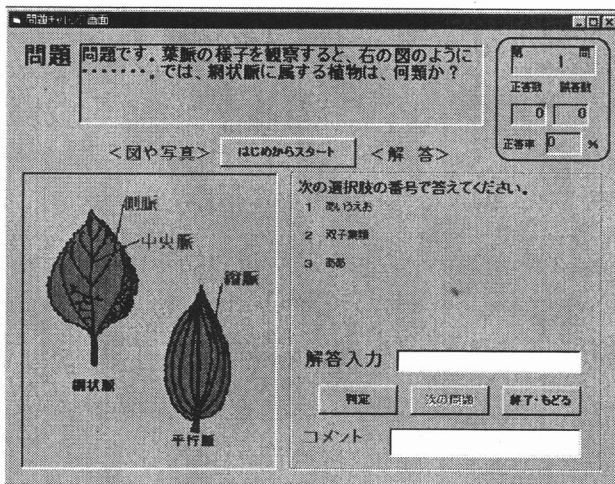 問題チャレンジ画面
問題
問題です。葉脈の様子を観察すると、右の図のように
・・・・・・・。では、網状脈に属する植物は、何類か？
第 1 問
正答数 誤答数
0 0
正答率 0 %
＜図や写真＞
はじめからスタート
＜解 答＞
側脈
中央脈
縦脈
網状脈
平行脈
次の選択肢の番号で答えてください。
1 あいうえお
2 双子葉類
3 ああ
解答入力
判定
次の問題
終了・もどる
コメント